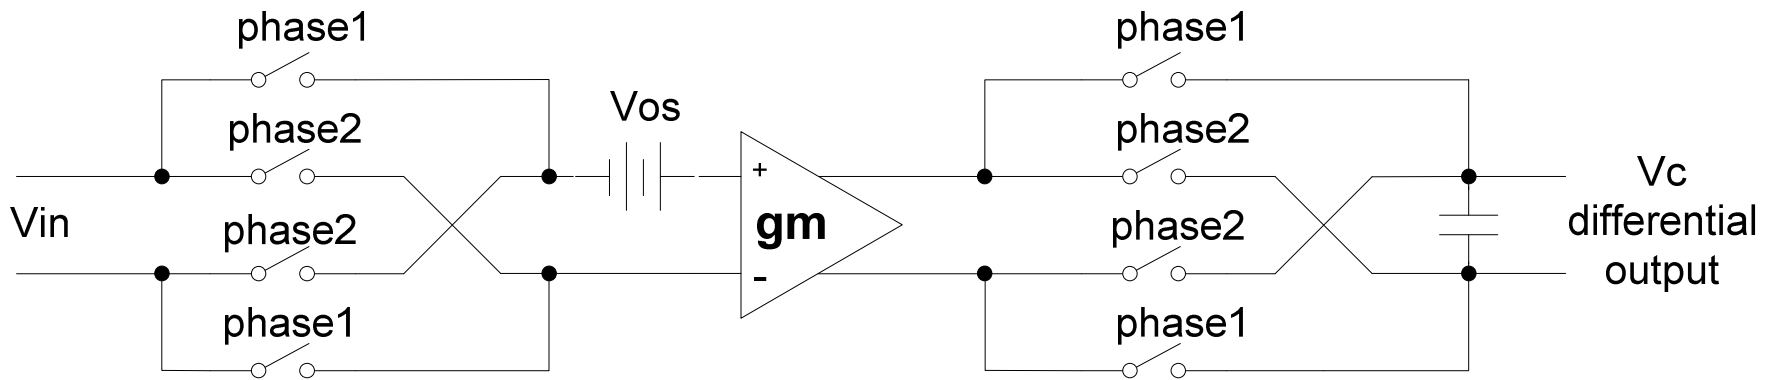 phase1
phase2
phase2
phase1
Vin
Vos
+
gm
-
phase1
phase2
phase2
phase1
Vc
differential
output